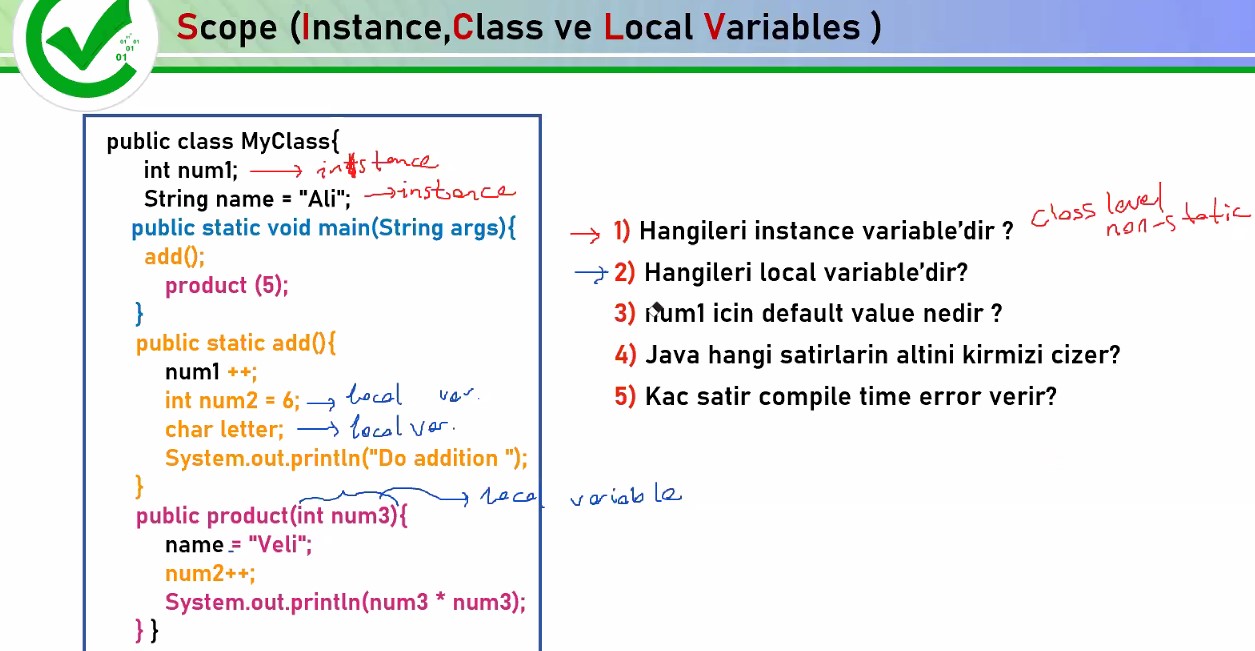 Scope (Instance,Class ve Local Variables )
01 01
01
01
public class MyClass{
int num1; → instance
String name = "Ali"; → instance
public static void main(String args){
add();
product (5);
}
public static add(){
num1 ++;
int num2 = 6; → local var.
char letter; → local var.
System.out.println("Do addition ");
}
public product(int num3){ → local variable
name = "Veli";
num2++;
System.out.println(num3 * num3);
} }
→ 1) Hangileri instance variable’dir ? class level
non-static
→ 2) Hangileri local variable’dir?
3) num1 icin default value nedir ?
4) Java hangi satirlarin altini kirmizi cizer?
5) Kac satir compile time error verir?